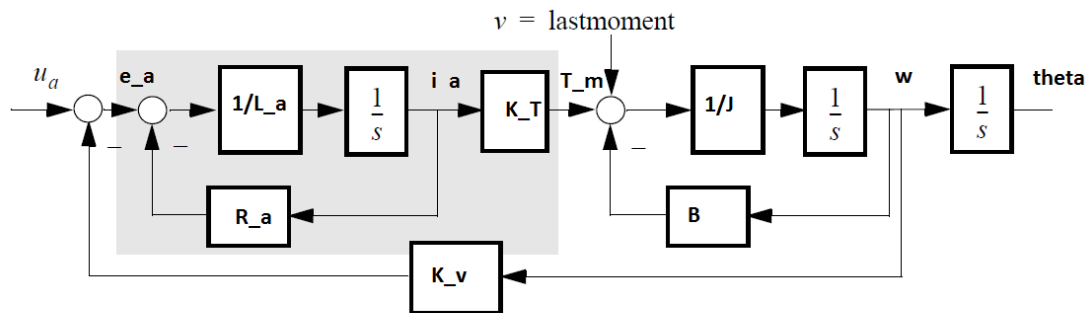 v = lastmoment
u_a
e_a
i a
T_m
w
theta
1/L_a
1
s
K_T
1/J
1
s
1
s
–
–
–
R_a
B
K_v